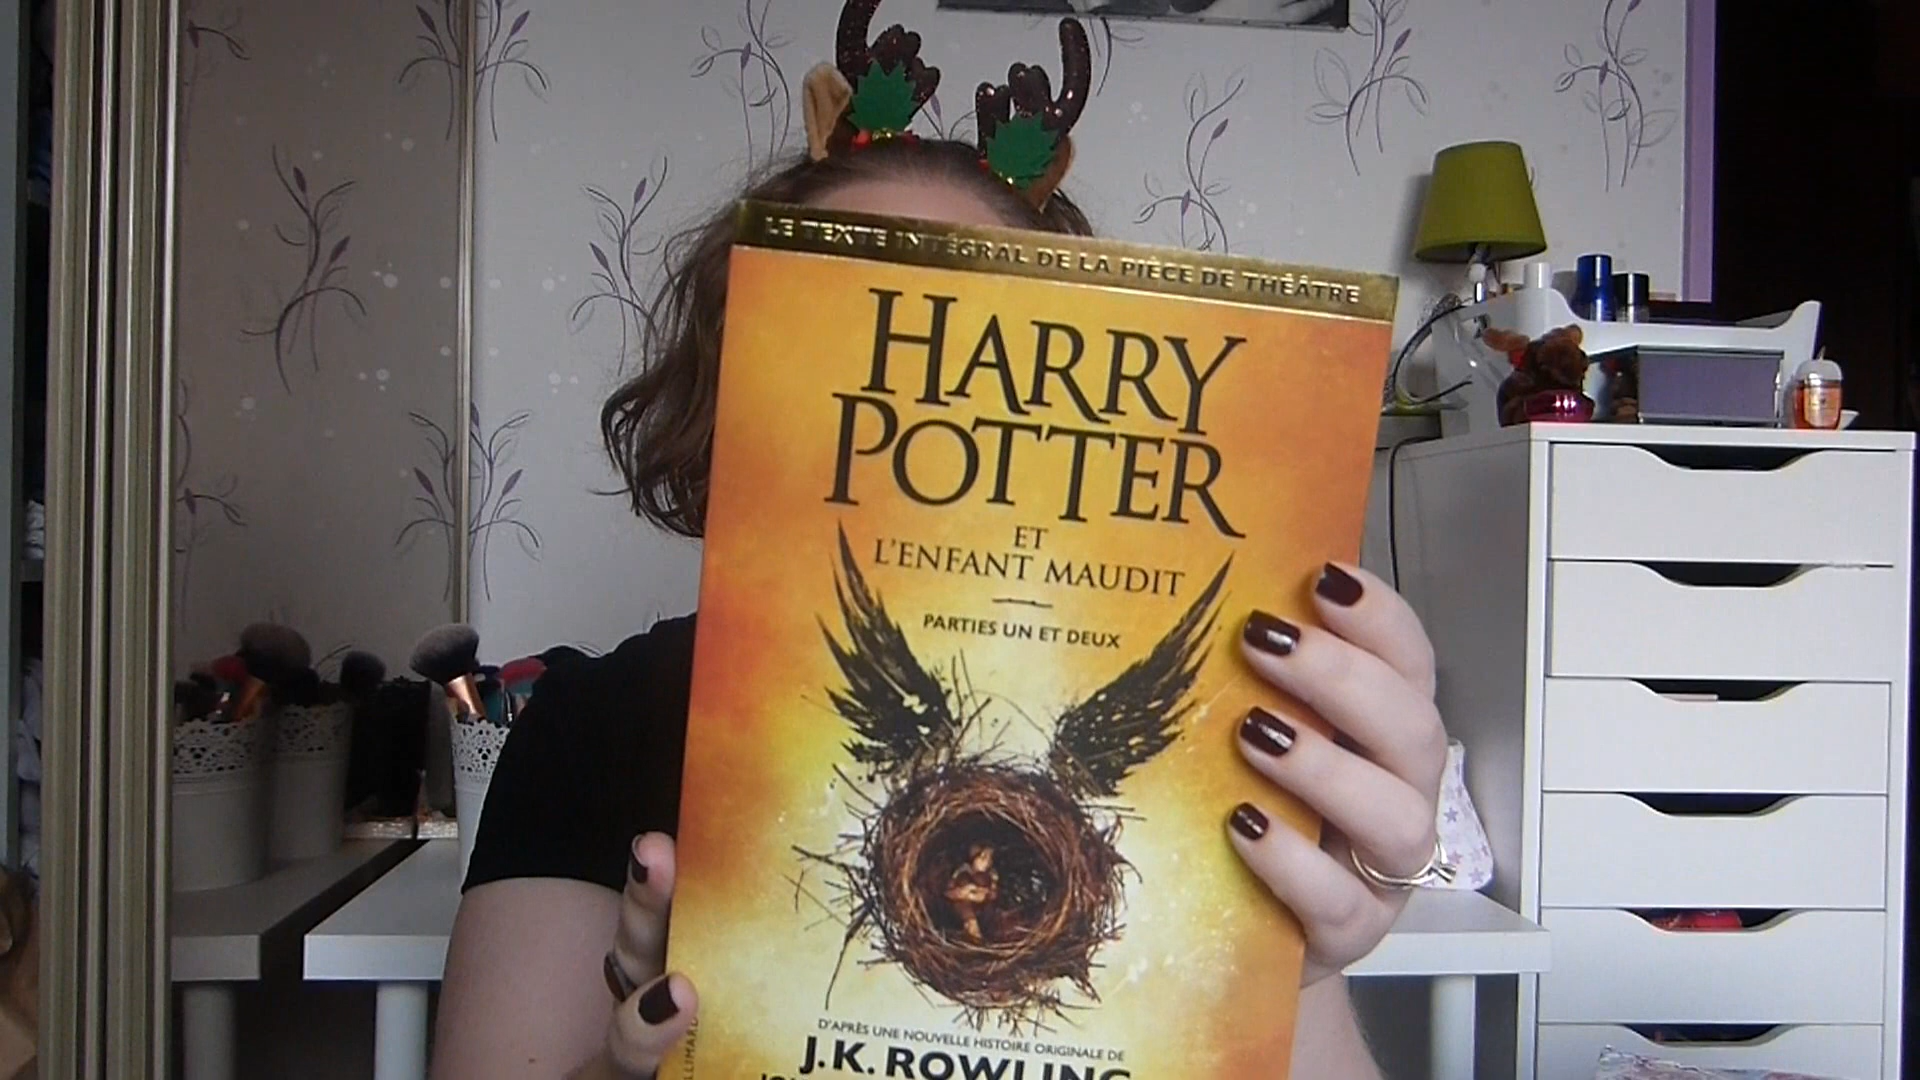 LE TEXTE INTÉGRAL DE LA PIÈCE DE THÉÂTRE
HARRY
POTTER
ET
L'ENFANT MAUDIT
PARTIES UN ET DEUX
D'APRÈS UNE NOUVELLE HISTOIRE ORIGINALE DE
J.K. ROWLING